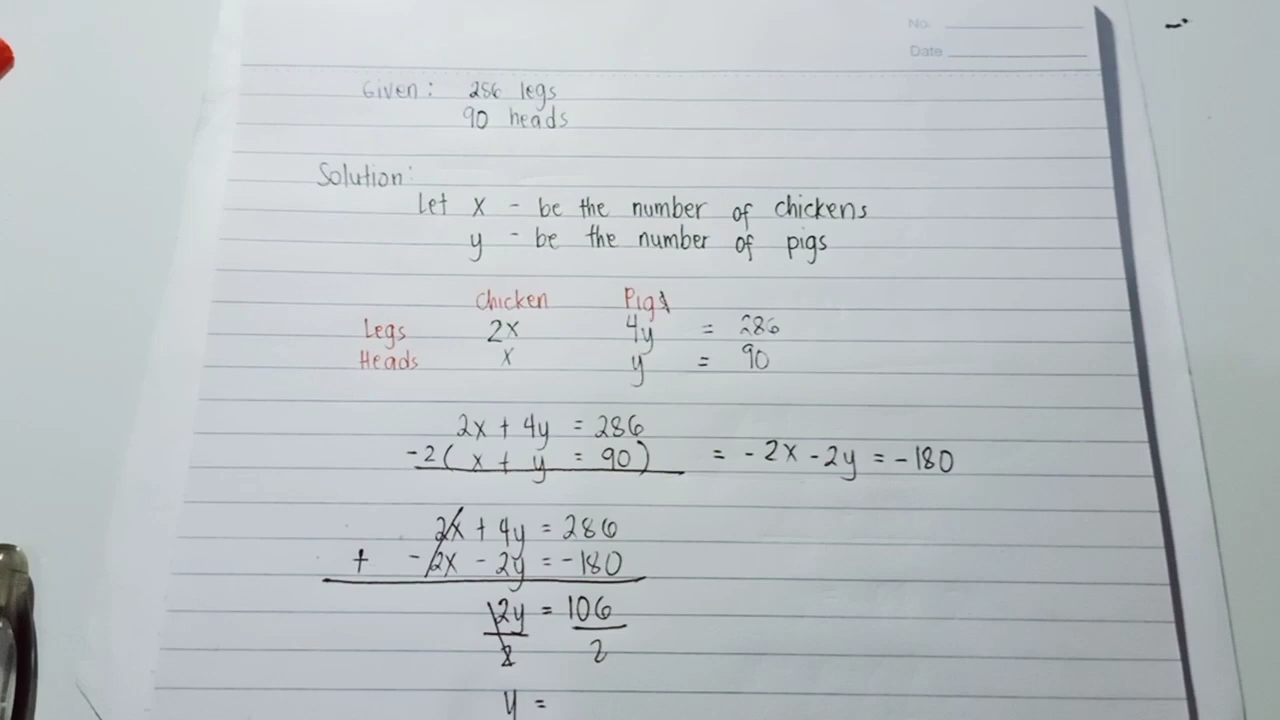 No.
Date
Given: 286 legs
90 heads
Solution:
Let x - be the number of chickens
y - be the number of pigs
Chicken Pigs
Legs 2x 4y = 286
Heads x y = 90
2x + 4y = 286
-2( x + y = 90) = -2x - 2y = -180
2x + 4y = 286
+ -2x - 2y = -180
2y = 106
2 2
y =